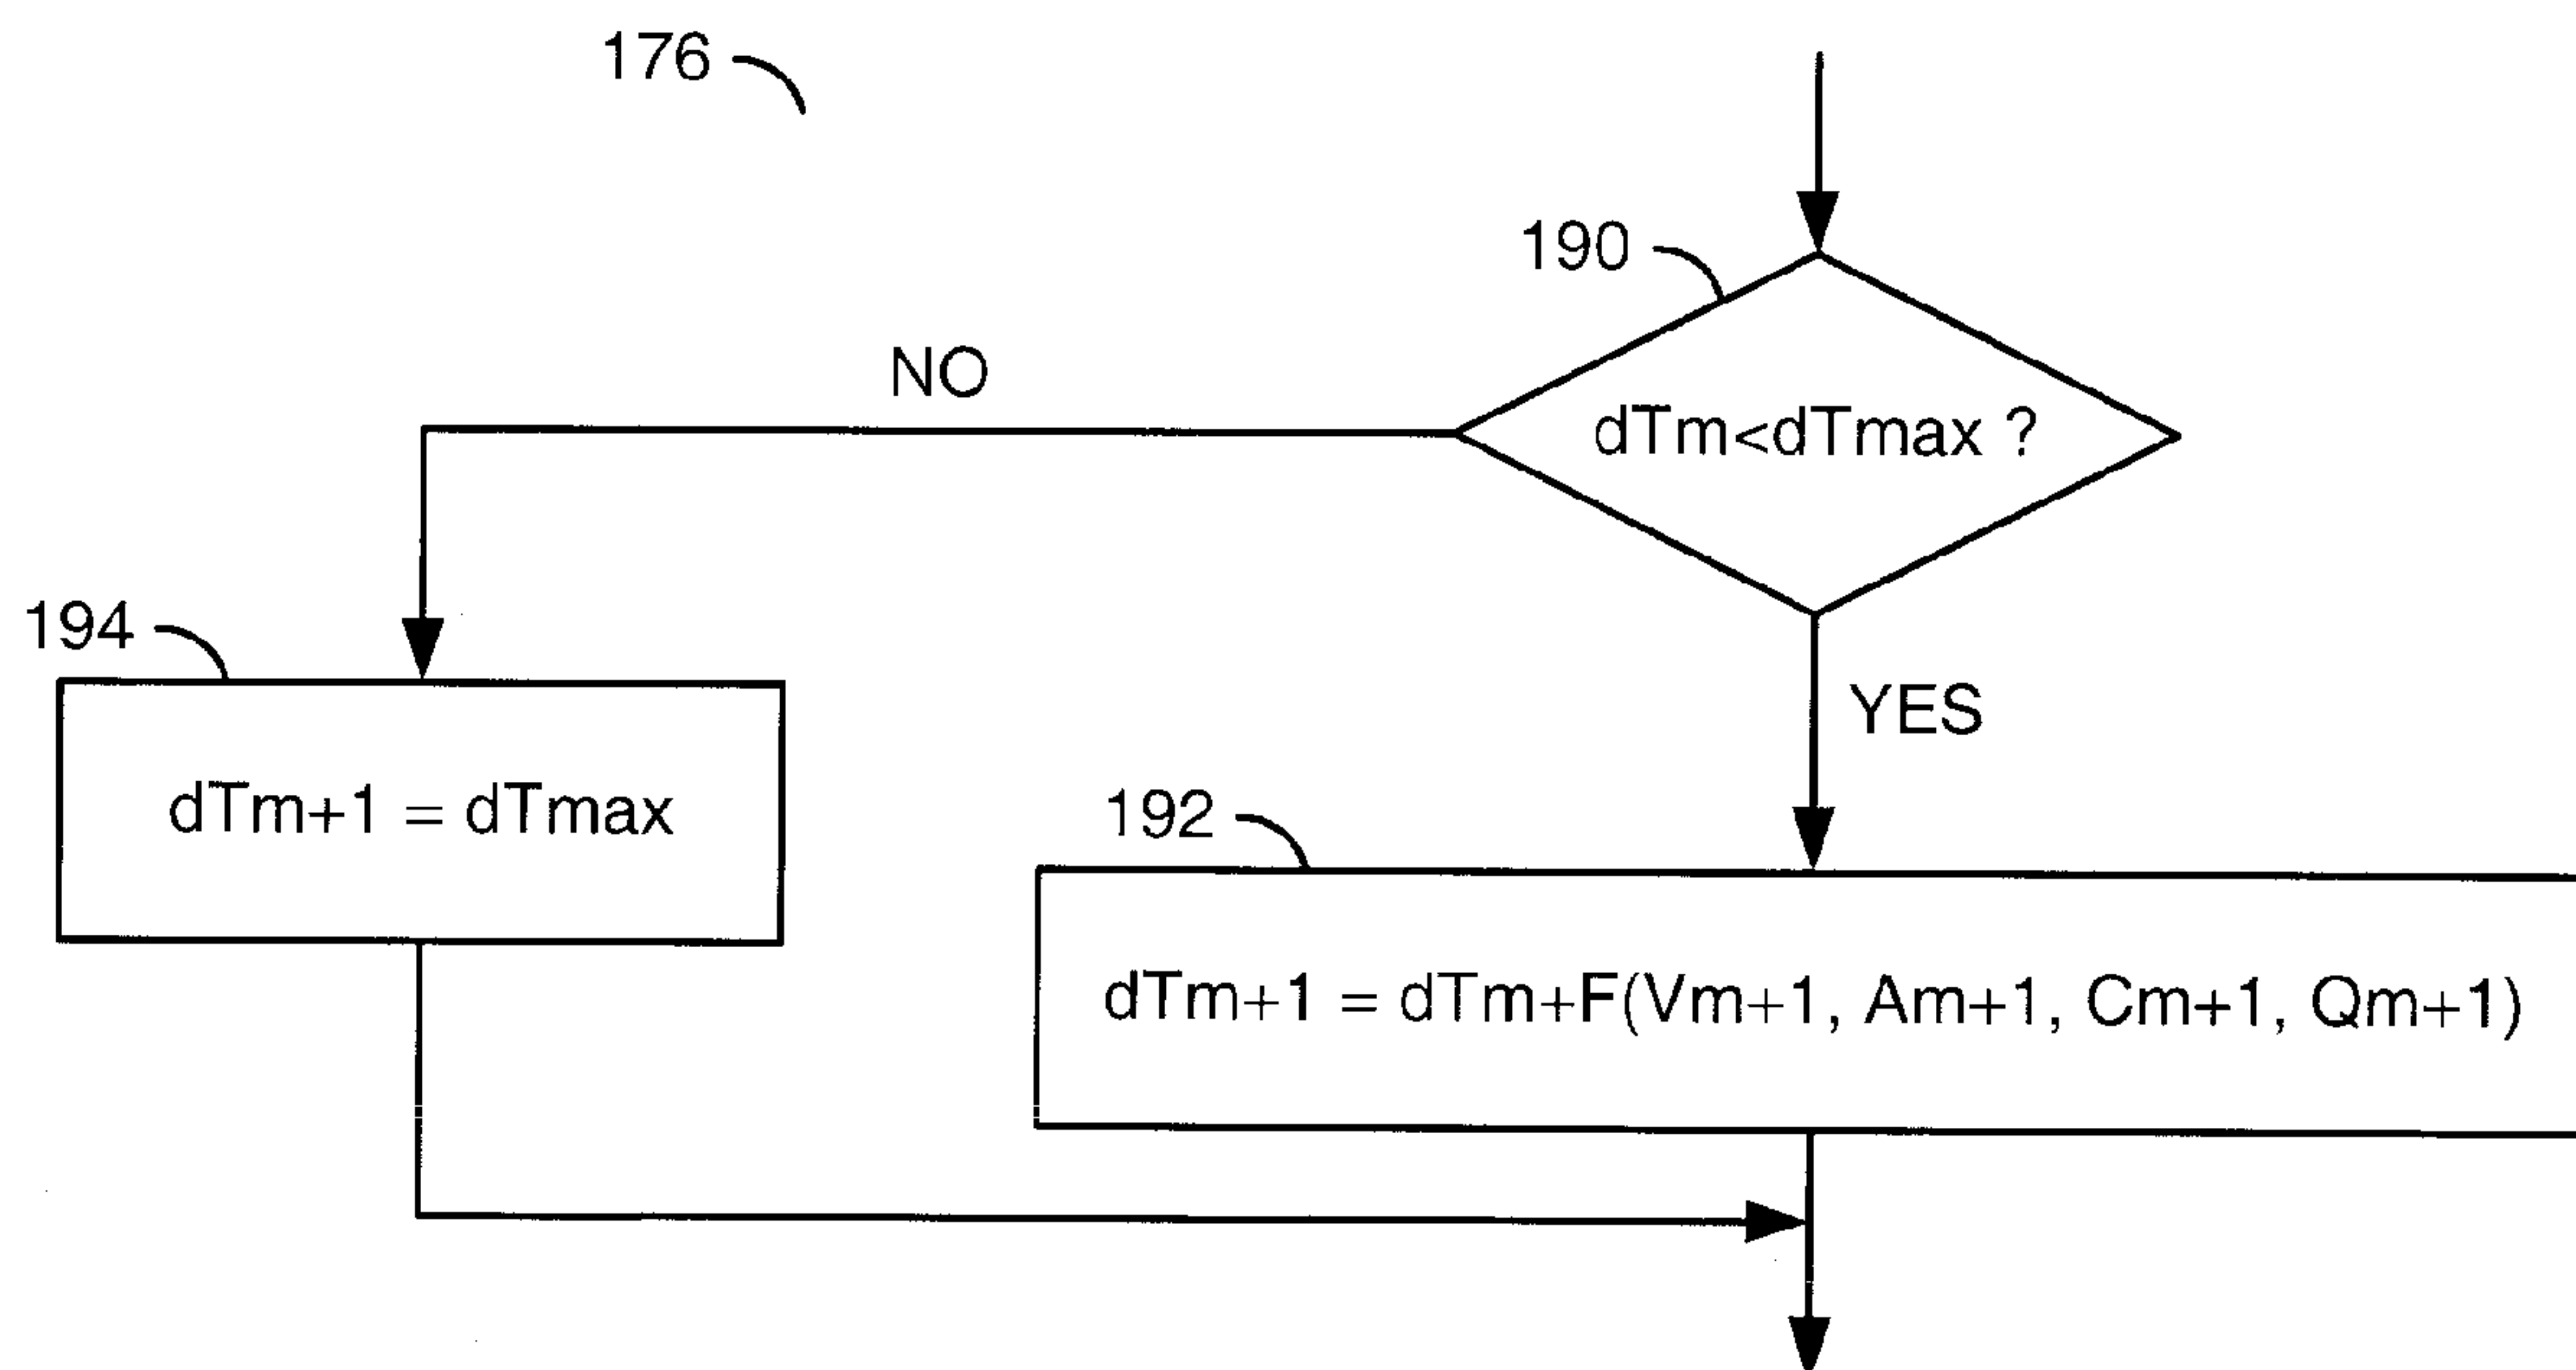 176
190
NO
dTm<dTmax ?
194
YES
dTm+1 = dTmax
192
dTm+1 = dTm+F(Vm+1, Am+1, Cm+1, Qm+1)